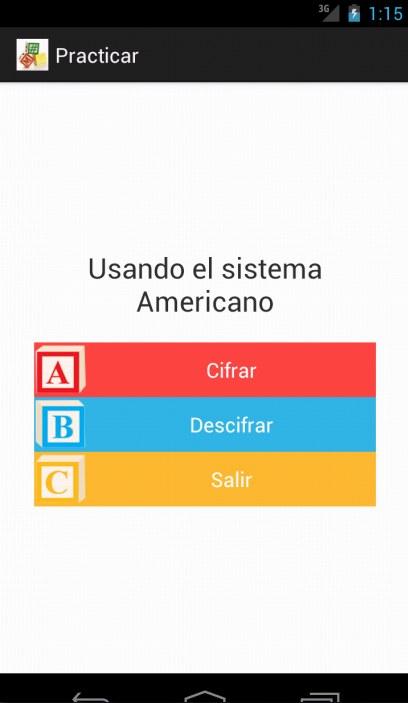 3G
1:15
Practicar
Usando el sistema
Americano
A
Cifrar
B
Descifrar
C
Salir